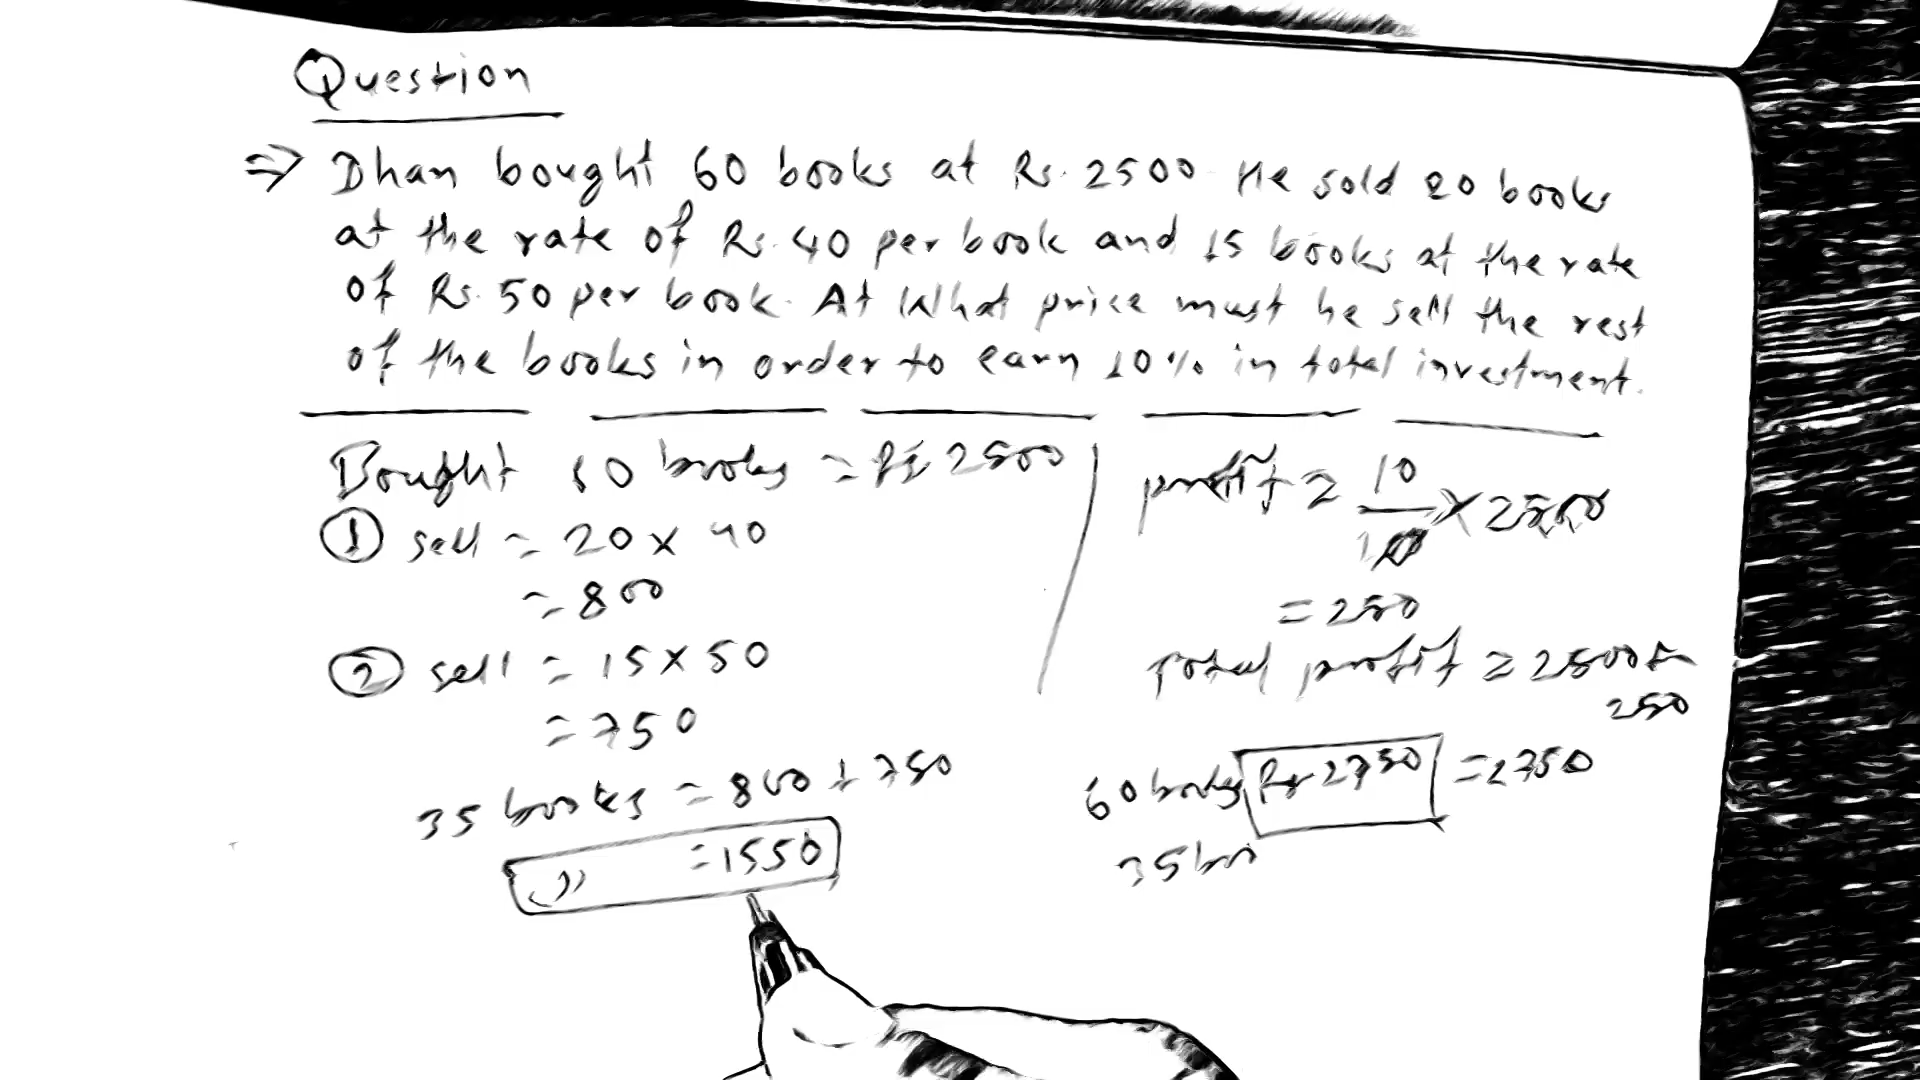 Question
⇒ Dhan bought 60 books at Rs. 2500. He sold 20 books
at the rate of Rs. 40 per book and 15 books at the rate
of Rs. 50 per book. At What price must he sell the rest
of the books in order to earn 10% in total investment.
Bought 60 books = Rs 2500
① sell = 20 × 40
= 800
② sell = 15 × 50
= 750
35 books = 800 + 750
" = 1550
profit = 10/100 × 2500
= 250
Total profit = 2500 +
250
60 books Rs 2750 = 2750
35 bo